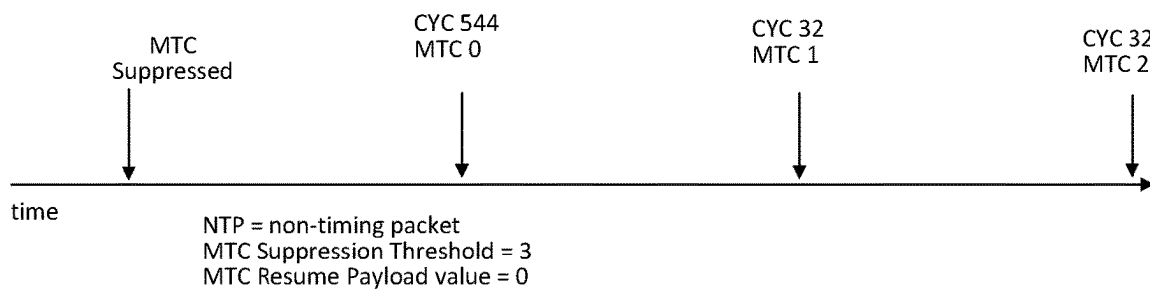 MTC
Suppressed
CYC 544
MTC 0
CYC 32
MTC 1
CYC 32
MTC 2
time
NTP = non-timing packet
MTC Suppression Threshold = 3
MTC Resume Payload value = 0